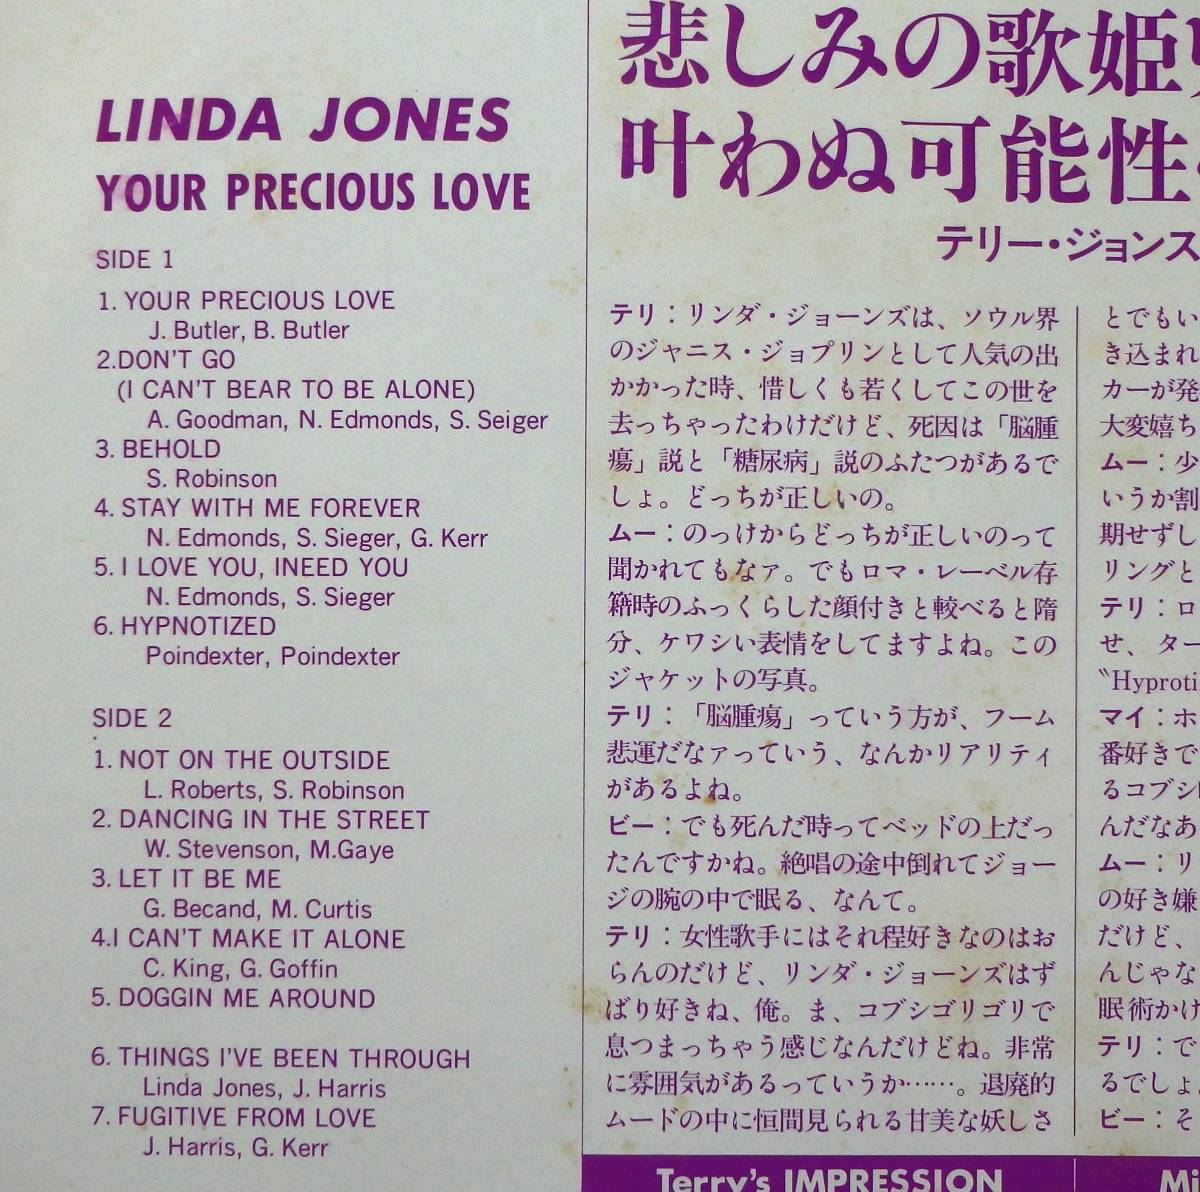 LINDA JONES
YOUR PRECIOUS LOVE
SIDE 1
1. YOUR PRECIOUS LOVE
J. Butler, B. Butler
2.DON'T GO
(I CAN'T BEAR TO BE ALONE)
A. Goodman, N. Edmonds, S. Seiger
3. BEHOLD
S. Robinson
4. STAY WITH ME FOREVER
N. Edmonds, S. Sieger, G. Kerr
5. I LOVE YOU, INEED YOU
N. Edmonds, S. Sieger
6. HYPNOTIZED
Poindexter, Poindexter
SIDE 2
1. NOT ON THE OUTSIDE
L. Roberts, S. Robinson
2. DANCING IN THE STREET
W. Stevenson, M.Gaye
3. LET IT BE ME
G. Becand, M. Curtis
4.I CAN'T MAKE IT ALONE
C. King, G. Goffin
5. DOGGIN ME AROUND
6. THINGS I'VE BEEN THROUGH
Linda Jones, J. Harris
7. FUGITIVE FROM LOVE
J. Harris, G. Kerr
悲しみの歌姫
叶わぬ可能性
テリー・ジョンス
テリ：リンダ・ジョーンズは、ソウル界
のジャニス・ジョプリンとして人気の出
かかった時、惜しくも若くしてこの世を
去っちゃったわけだけど、死因は「脳腫
瘍」説と「糖尿病」説のふたつがあるで
しょ。どっちが正しいの。
ムー：のっけからどっちが正しいのって
聞かれてもなァ。でもロマ・レーベル存
籍時のふっくらした顔付きと較べると隋
分、ケワシい表情をしてますよね。この
ジャケットの写真。
テリ：「脳腫瘍」っていう方が、フーム
悲運だなァっていう、なんかリアリティ
があるよね。
ビー：でも死んだ時ってベッドの上だっ
たんですかね。絶唱の途中倒れてジョー
ジの腕の中で眠る、なんて。
テリ：女性歌手にはそれ程好きなのはお
らんのだけど、リンダ・ジョーンズはず
ばり好きね、俺。ま、コブシゴリゴリで
息つまっちゃう感じなんだけどね。非常
に雰囲気があるっていうか……。退廃的
ムードの中に恒間見られる甘美な妖しさ
とでもい
き込まれ
カーが発
大変嬉ち
ムー：少
いうか割
期せずし
リングと
テリ：ロ
せ、ター
〝Hyproti
マイ：ホ
番好きで
るコブシ
んだなあ
ムー：リ
の好き嫌
だけど、
んじゃな
眠術かけ
テリ：で
るでしょ
ビー：そ
Terry's IMPRESSION
Mi